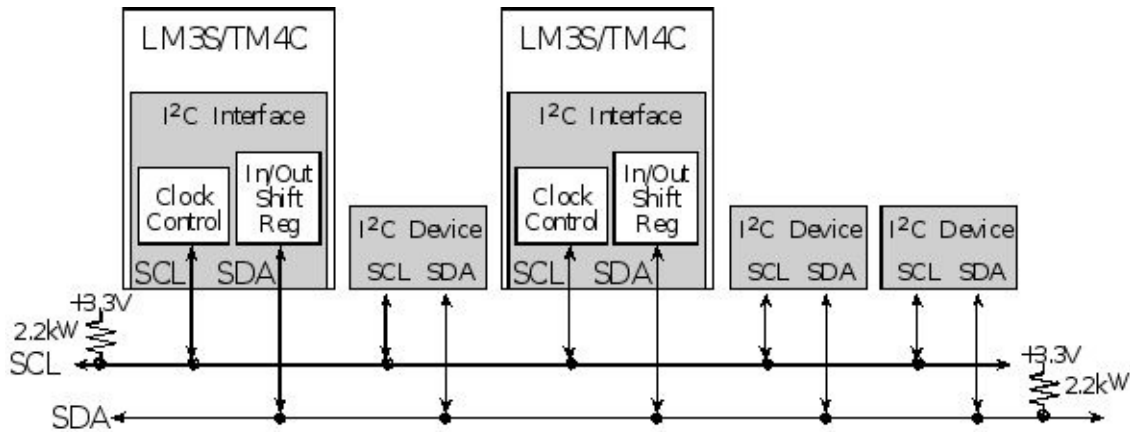 LM3S/TM4C
I²C Interface
Clock
Control
In/Out
Shift
Reg
SCL SDA
I²C Device
SCL SDA
LM3S/TM4C
I²C Interface
Clock
Control
In/Out
Shift
Reg
SCL SDA
I²C Device
SCL SDA
I²C Device
SCL SDA
+3.3V
2.2kW
SCL
+3.3V
2.2kW
SDA